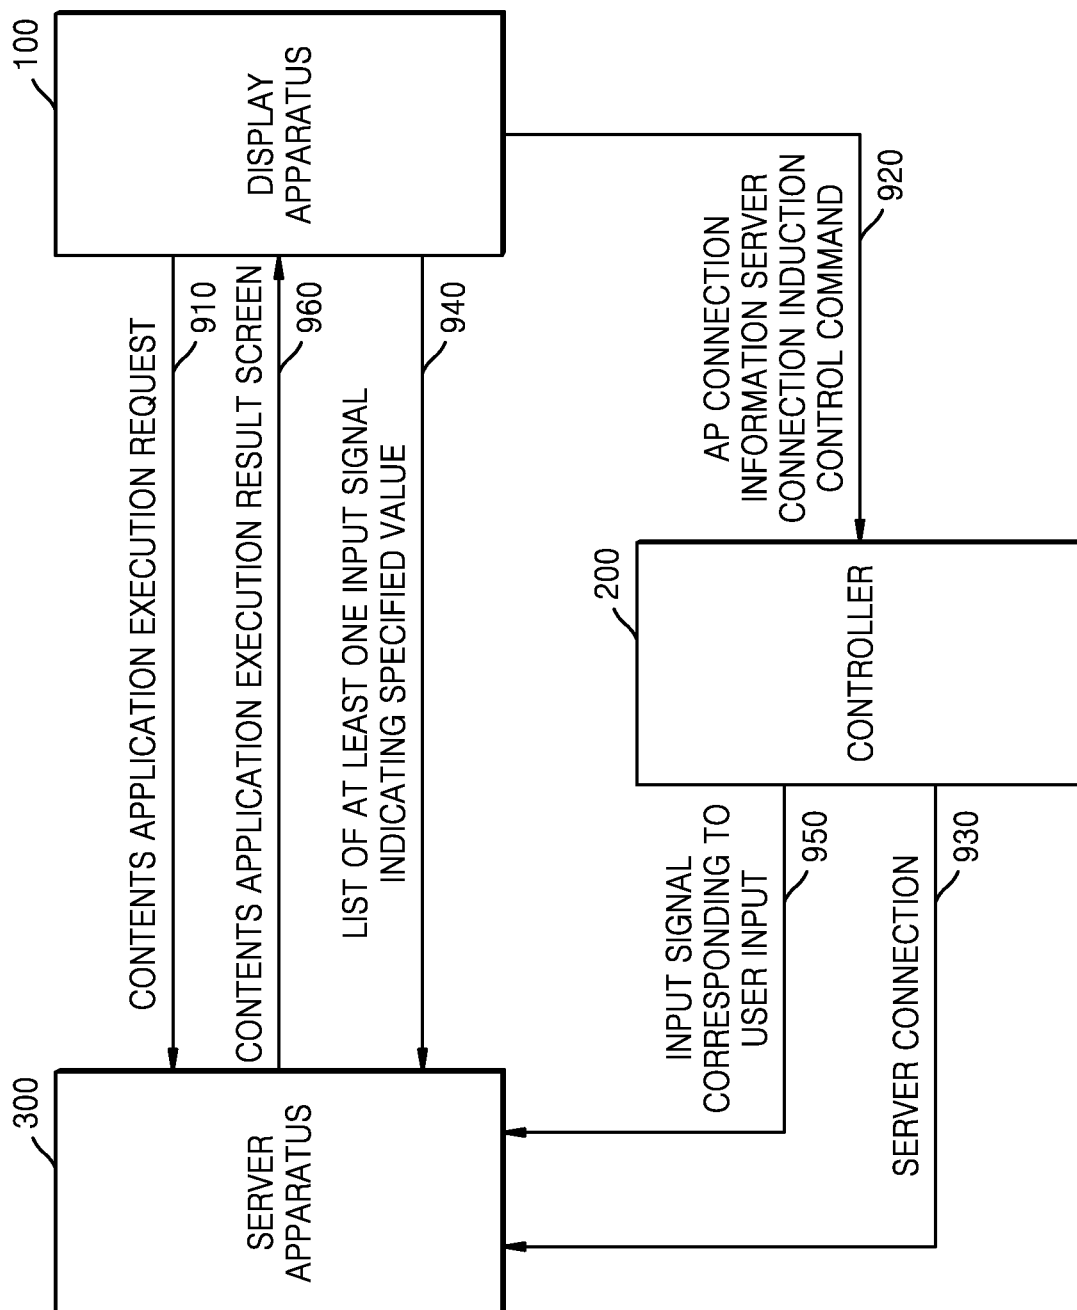 300
SERVER
APPARATUS
CONTENTS APPLICATION EXECUTION REQUEST
910
CONTENTS APPLICATION EXECUTION RESULT SCREEN
960
LIST OF AT LEAST ONE INPUT SIGNAL
INDICATING SPECIFIED VALUE
940
100
DISPLAY
APPARATUS
INPUT SIGNAL
CORRESPONDING TO
USER INPUT
950
SERVER CONNECTION
930
200
CONTROLLER
AP CONNECTION
INFORMATION SERVER
CONNECTION INDUCTION
CONTROL COMMAND
920